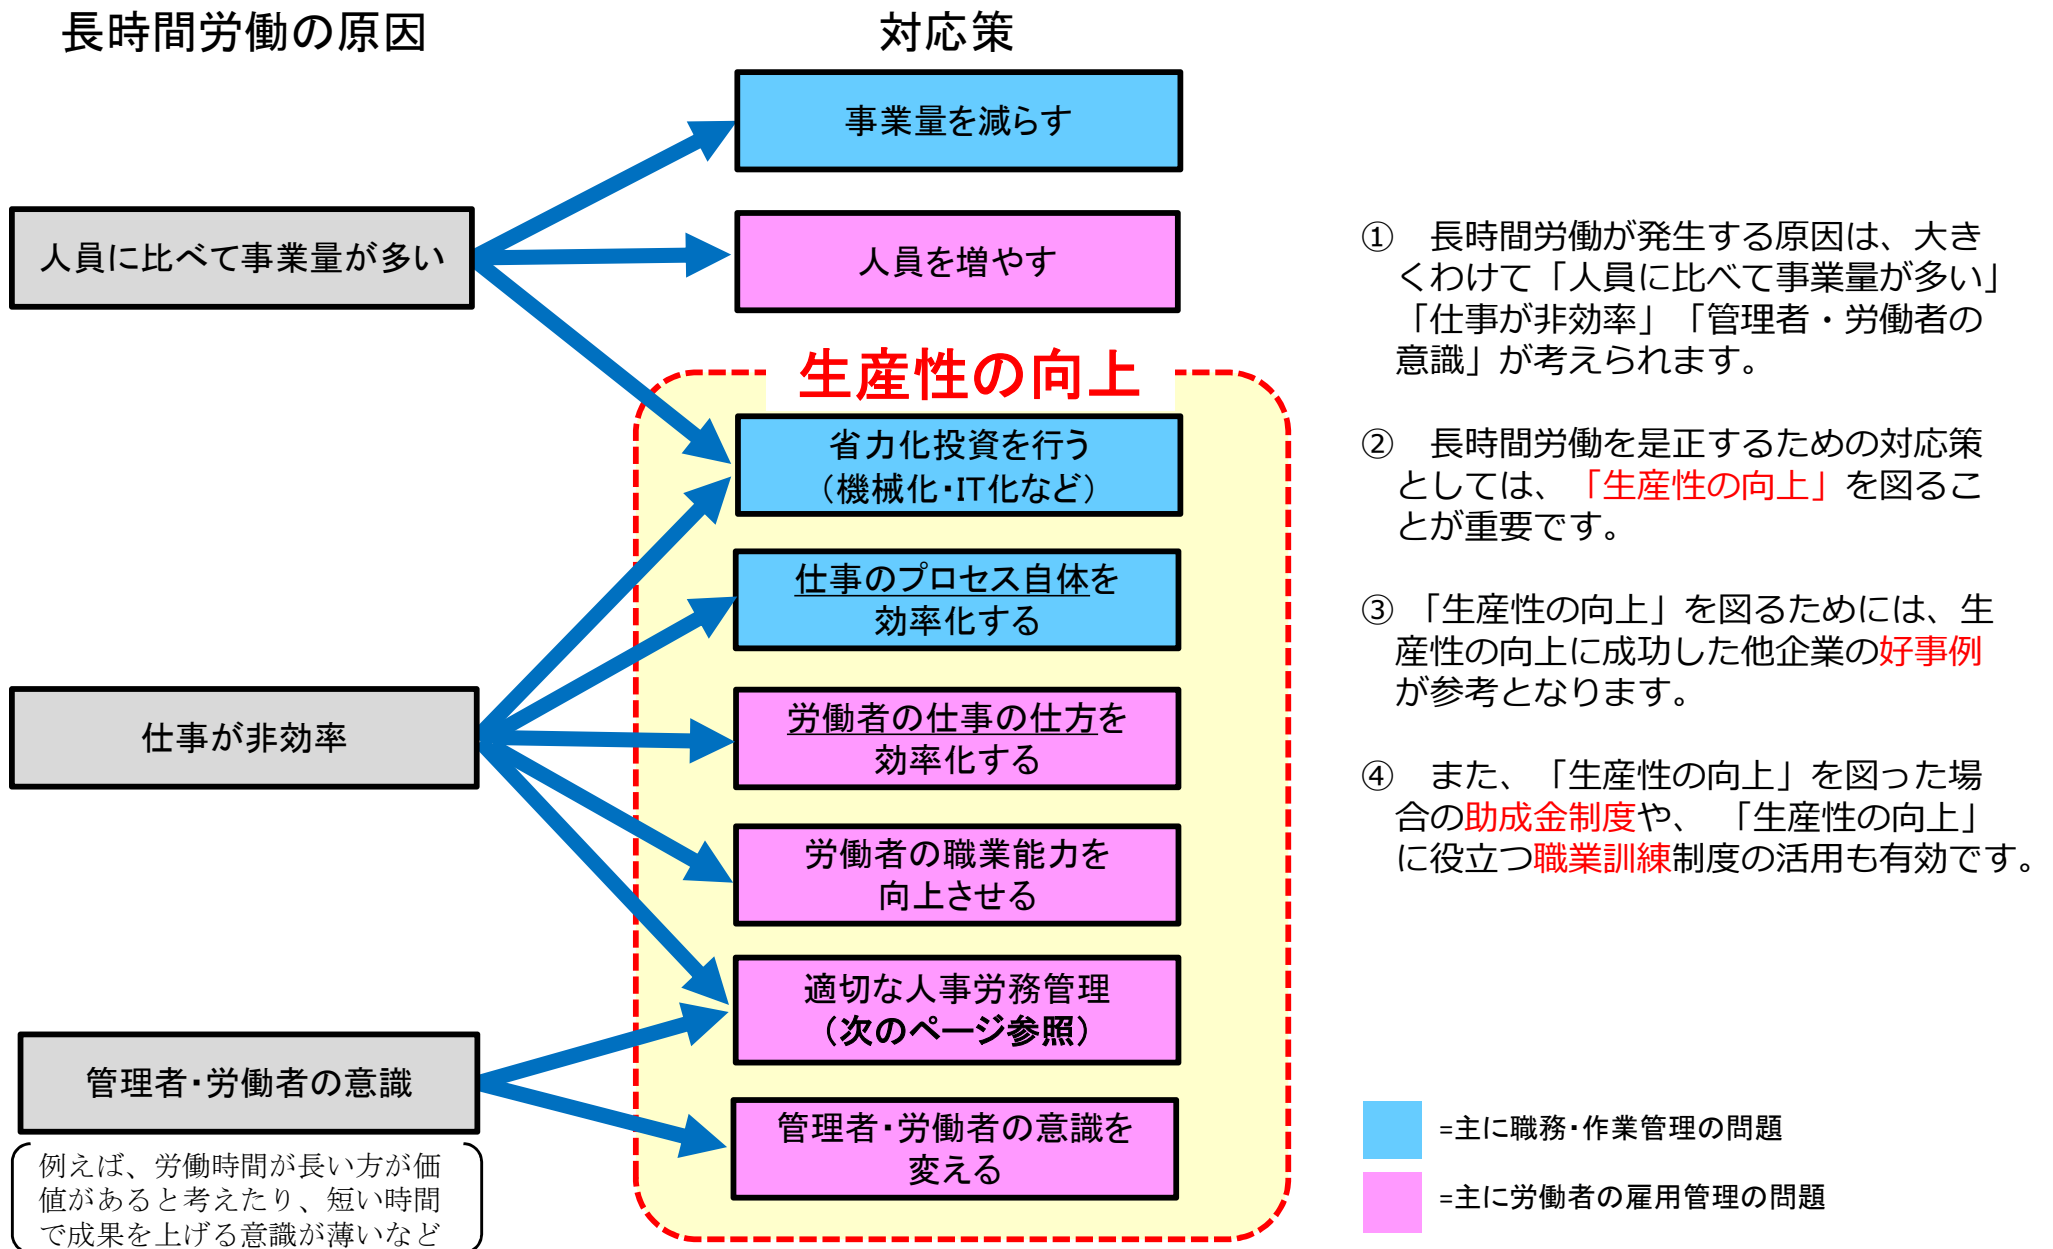 長時間労働の原因
対応策
人員に比べて事業量が多い
仕事が非効率
管理者・労働者の意識
例えば、労働時間が長い方が価
値があると考えたり、短い時間
で成果を上げる意識が薄いなど
事業量を減らす
人員を増やす
生産性の向上
省力化投資を行う
（機械化・IT化など）
仕事のプロセス自体を
効率化する
労働者の仕事の仕方を
効率化する
労働者の職業能力を
向上させる
適切な人事労務管理
（次のページ参照）
管理者・労働者の意識を
変える
①　長時間労働が発生する原因は、大き
くわけて「人員に比べて事業量が多い」
「仕事が非効率」「管理者・労働者の
意識」が考えられます。
②　長時間労働を是正するための対応策
としては、「生産性の向上」を図るこ
とが重要です。
③　「生産性の向上」を図るためには、生
産性の向上に成功した他企業の好事例
が参考となります。
④　また、「生産性の向上」を図った場
合の助成金制度や、「生産性の向上」
に役立つ職業訓練制度の活用も有効です。
=主に職務・作業管理の問題
=主に労働者の雇用管理の問題